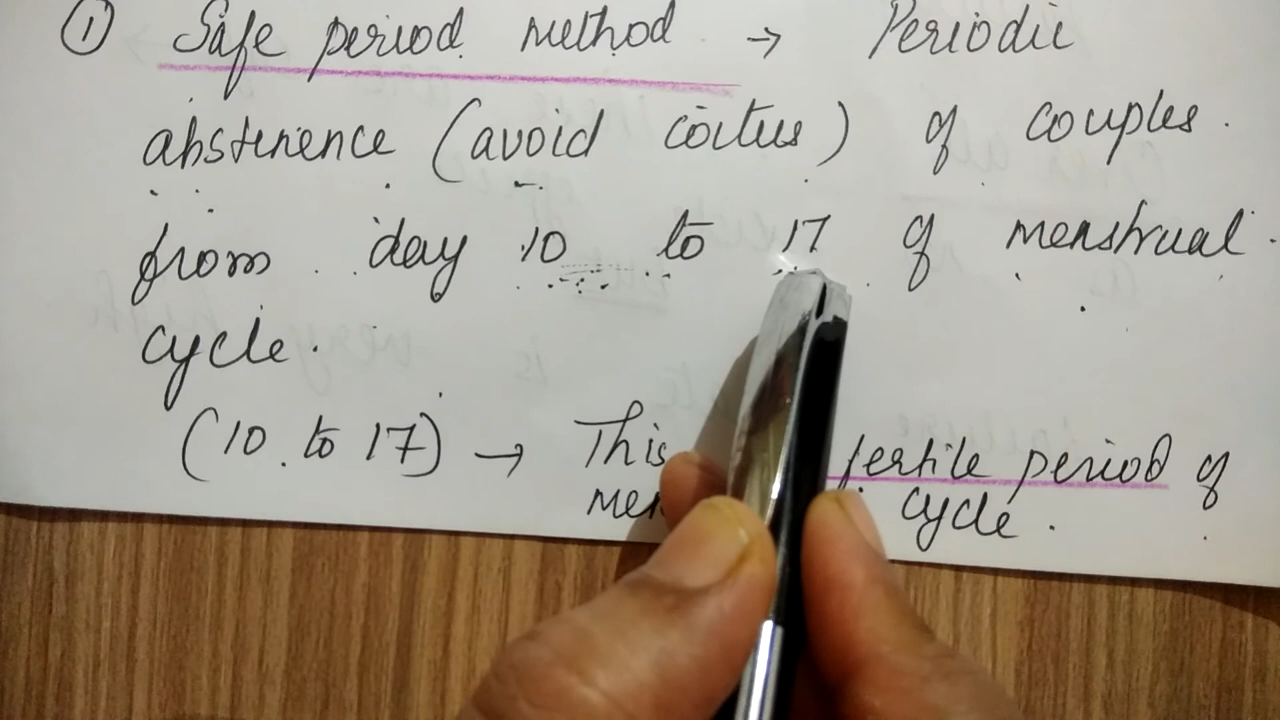 ① Safe period method → Periodic
abstinence (avoid coitus) of couples.
from day 10 to 17 of menstrual
cycle.
(10 to 17) → This fertile period of
cycle.